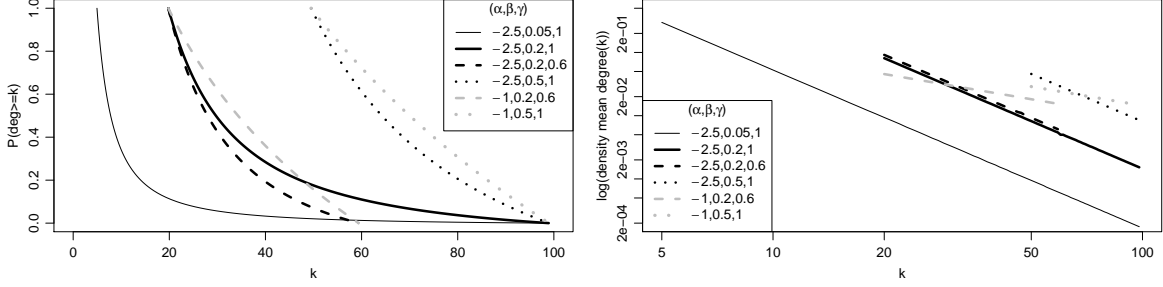 P(deg>=k)
1.0
0.8
0.6
0.4
0.2
0.0
(α,β,γ)
−2.5,0.05,1
−2.5,0.2,1
−2.5,0.2,0.6
−2.5,0.5,1
−1,0.2,0.6
−1,0.5,1
0 20 40 60 80 100
k
log(density mean degree(k))
2e−01
2e−02
2e−03
2e−04
(α,β,γ)
−2.5,0.05,1
−2.5,0.2,1
−2.5,0.2,0.6
−2.5,0.5,1
−1,0.2,0.6
−1,0.5,1
5 10 20 50 100
k